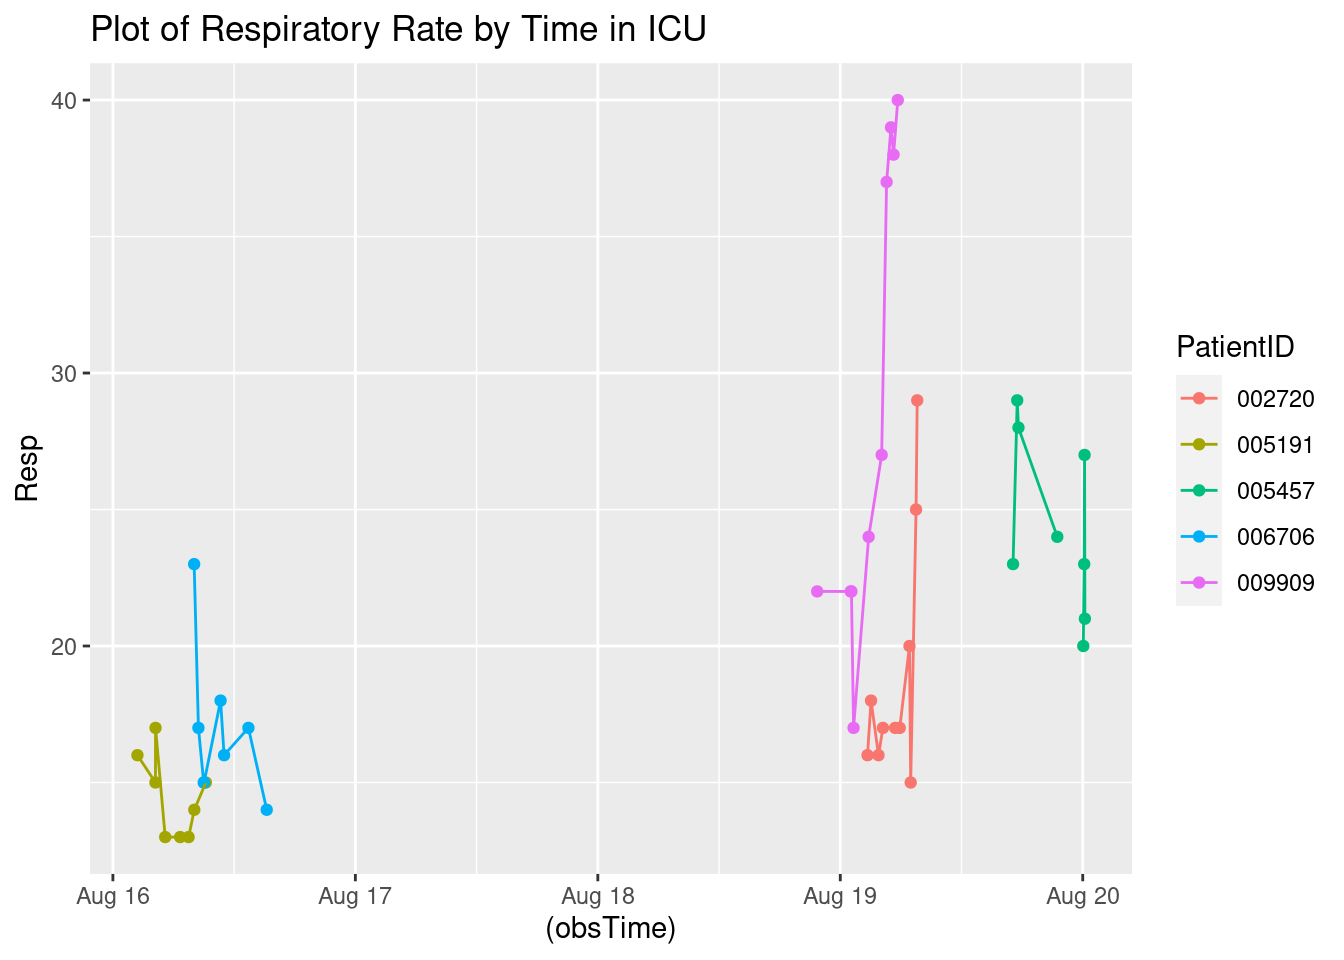 Plot of Respiratory Rate by Time in ICU
40
30
20
Resp
Aug 16
Aug 17
Aug 18
Aug 19
Aug 20
(obsTime)
PatientID
002720
005191
005457
006706
009909